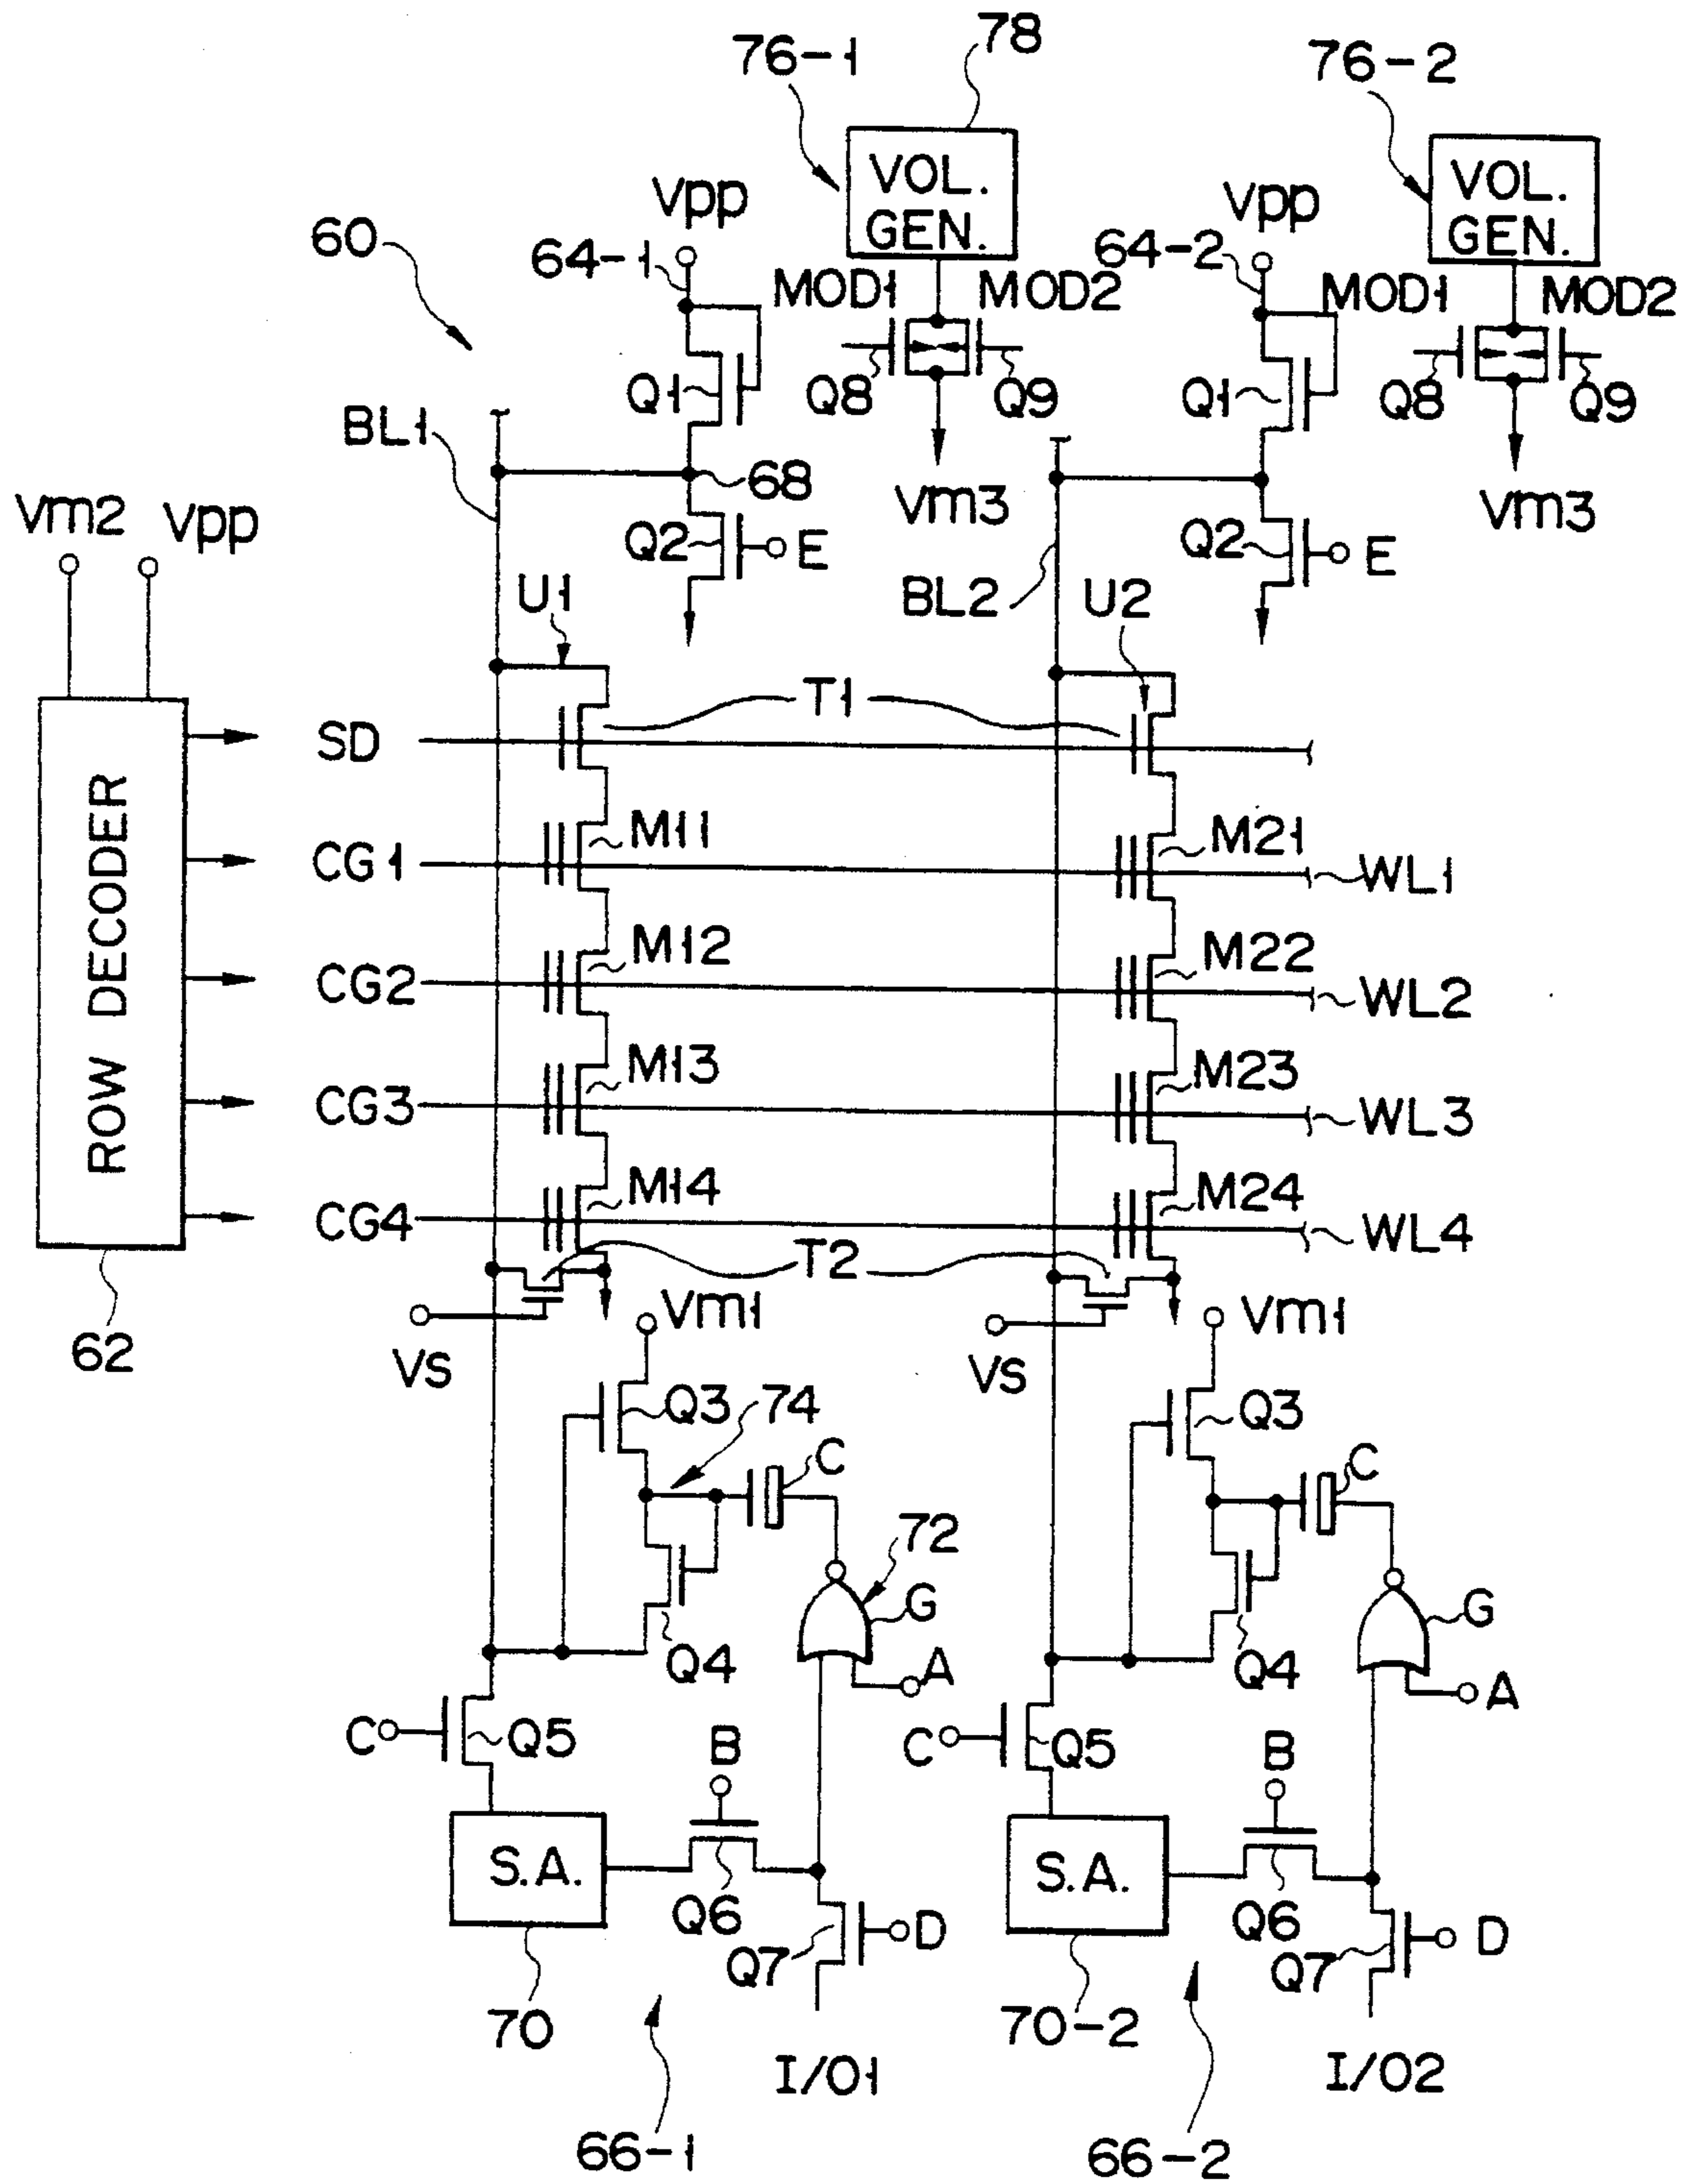 76-1
78
76-2
VOL.
GEN.
VOL.
GEN.
Vpp
Vpp
60
64-1
64-2
MOD1
MOD2
MOD1
MOD2
Q1
Q8
Q9
Q1
Q8
Q9
BL1
68
Vm3
Vm3
Vm2
Vpp
Q2
E
Q2
E
BL2
U1
U2
T1
SD
ROW DECODER
M11
M21
CG1
WL1
M12
M22
CG2
WL2
M13
M23
CG3
WL3
M14
M24
CG4
WL4
T2
62
Vm1
Vm1
VS
VS
Q3
74
Q3
C
C
72
G
G
Q4
A
Q4
A
C
Q5
B
C
Q5
B
S.A.
S.A.
Q6
D
Q6
D
Q7
Q7
70
70-2
I/O1
I/O2
66-1
66-2